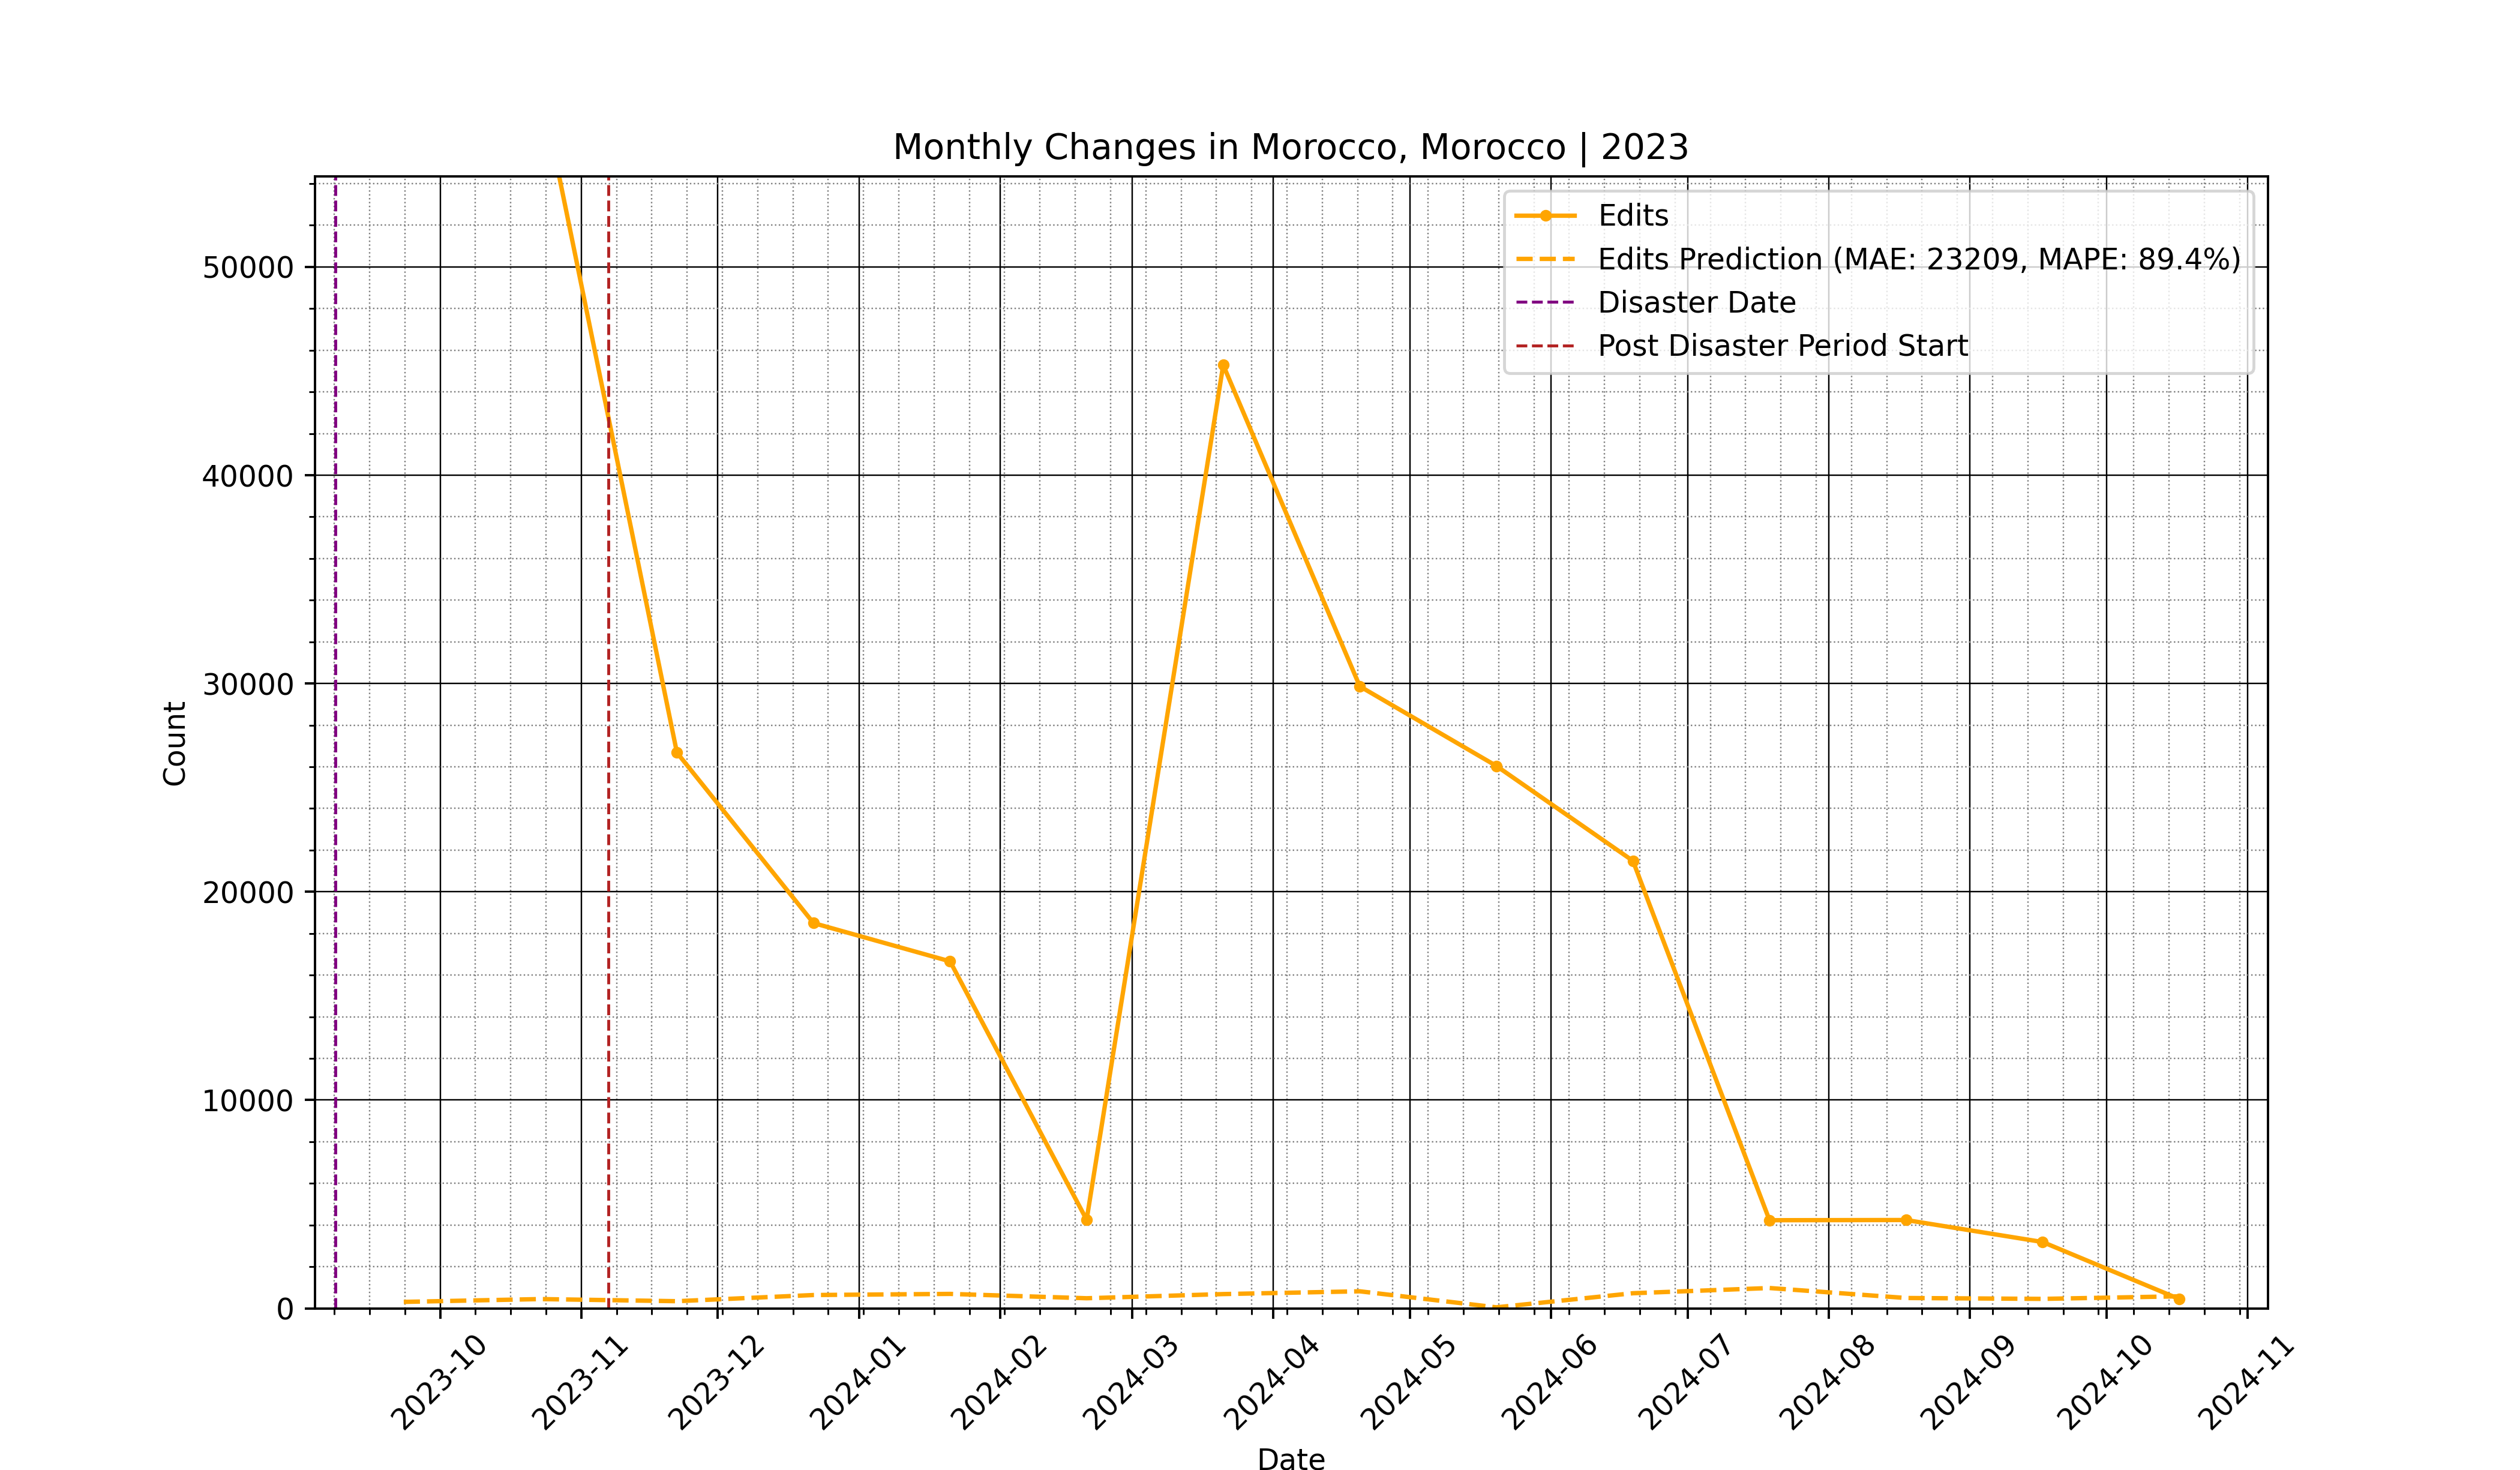 Monthly Changes in Morocco, Morocco | 2023
Edits
Edits Prediction (MAE: 23209, MAPE: 89.4%)
Disaster Date
Post Disaster Period Start
50000
40000
30000
20000
10000
0
Count
2023-10
2023-11
2023-12
2024-01
2024-02
2024-03
2024-04
2024-05
2024-06
2024-07
2024-08
2024-09
2024-10
2024-11
Date